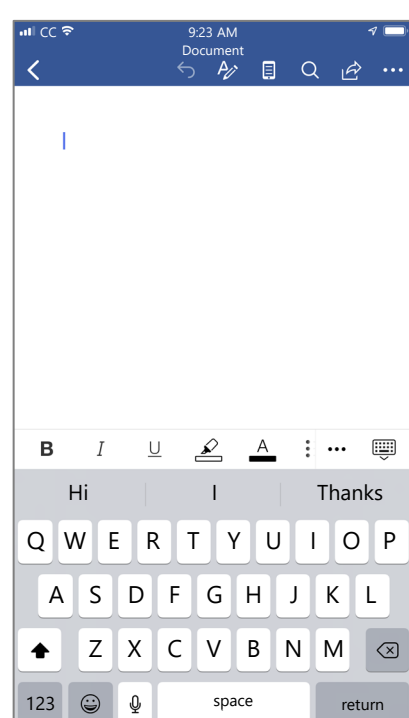 CC 9:23 AM
Document
A
B I U A
Hi I Thanks
Q W E R T Y U I O P
A S D F G H J K L
Z X C V B N M
123 space return